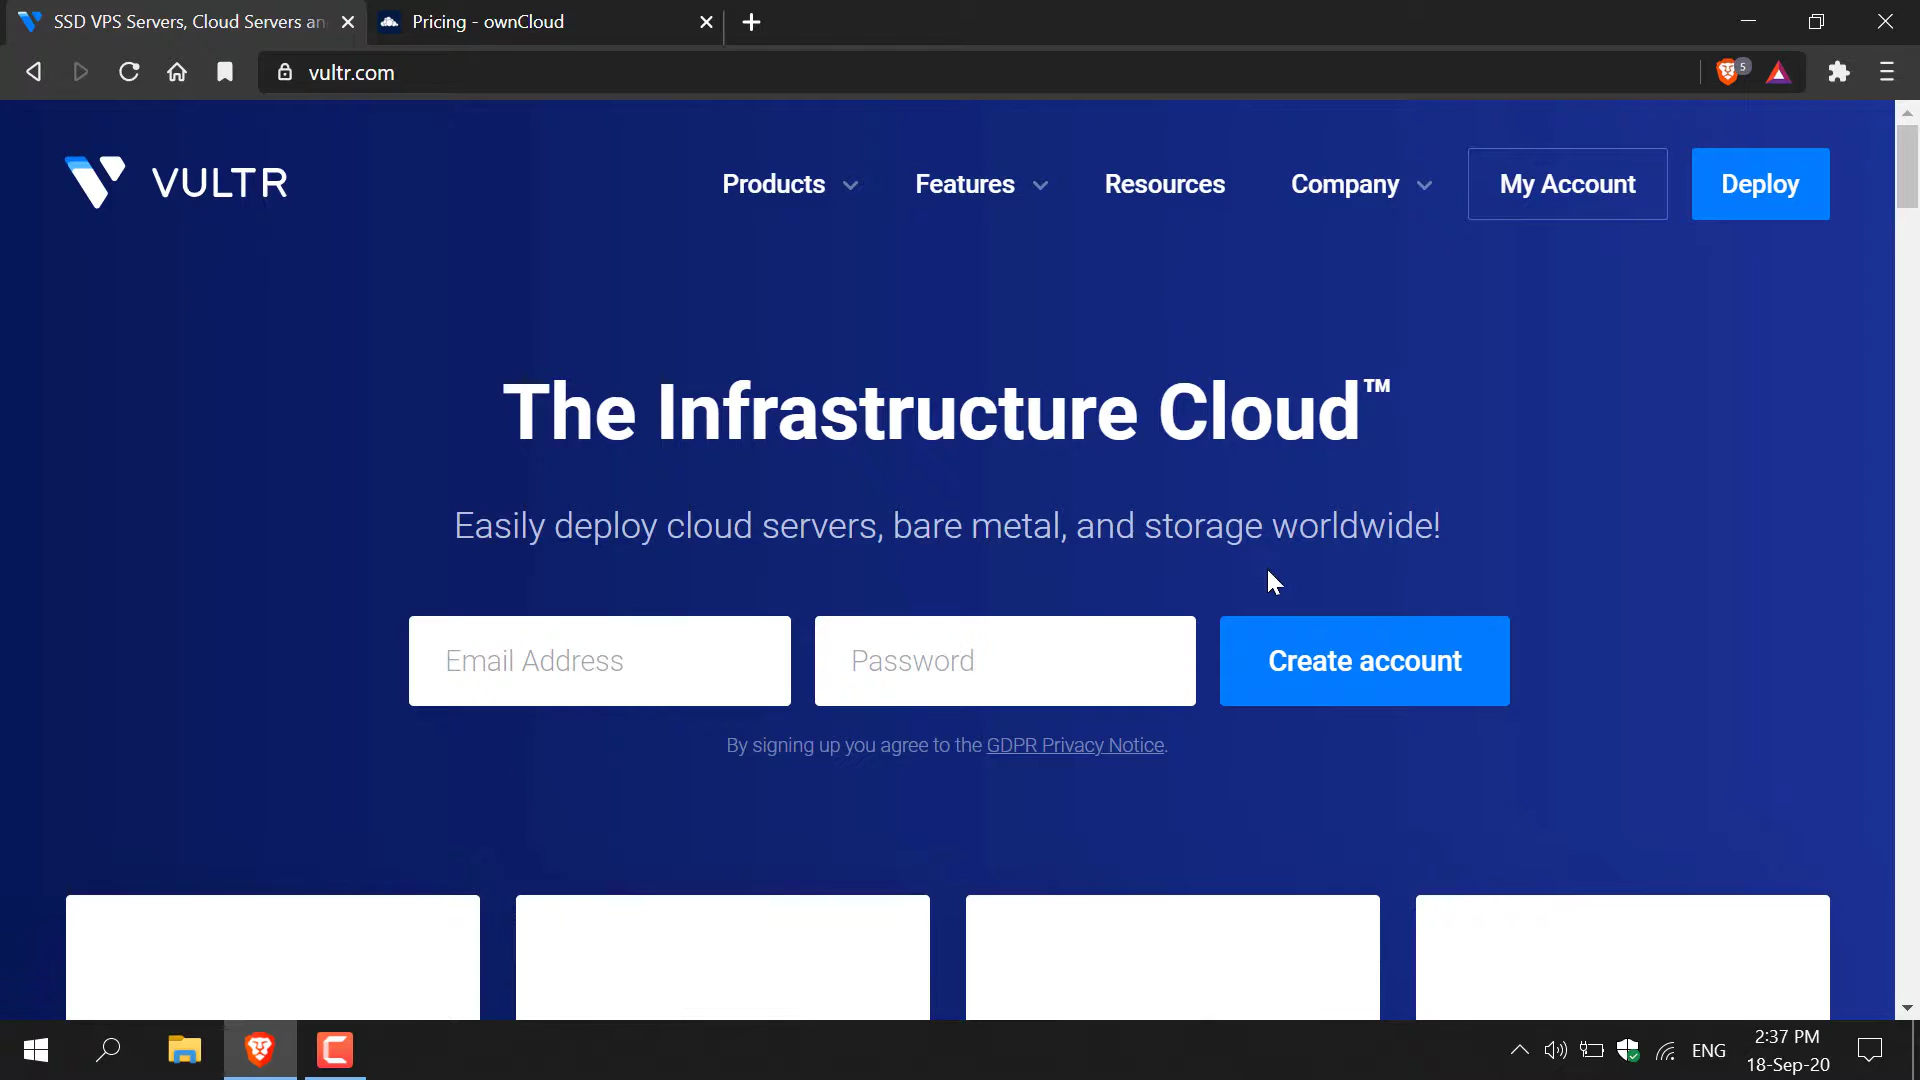 SSD VPS Servers, Cloud Servers an
Pricing - ownCloud
vultr.com
5
VULTR
Products
Features
Resources
Company
My Account
Deploy
The Infrastructure Cloud™
Easily deploy cloud servers, bare metal, and storage worldwide!
Email Address
Password
Create account
By signing up you agree to the GDPR Privacy Notice.
ENG
2:37 PM
18-Sep-20